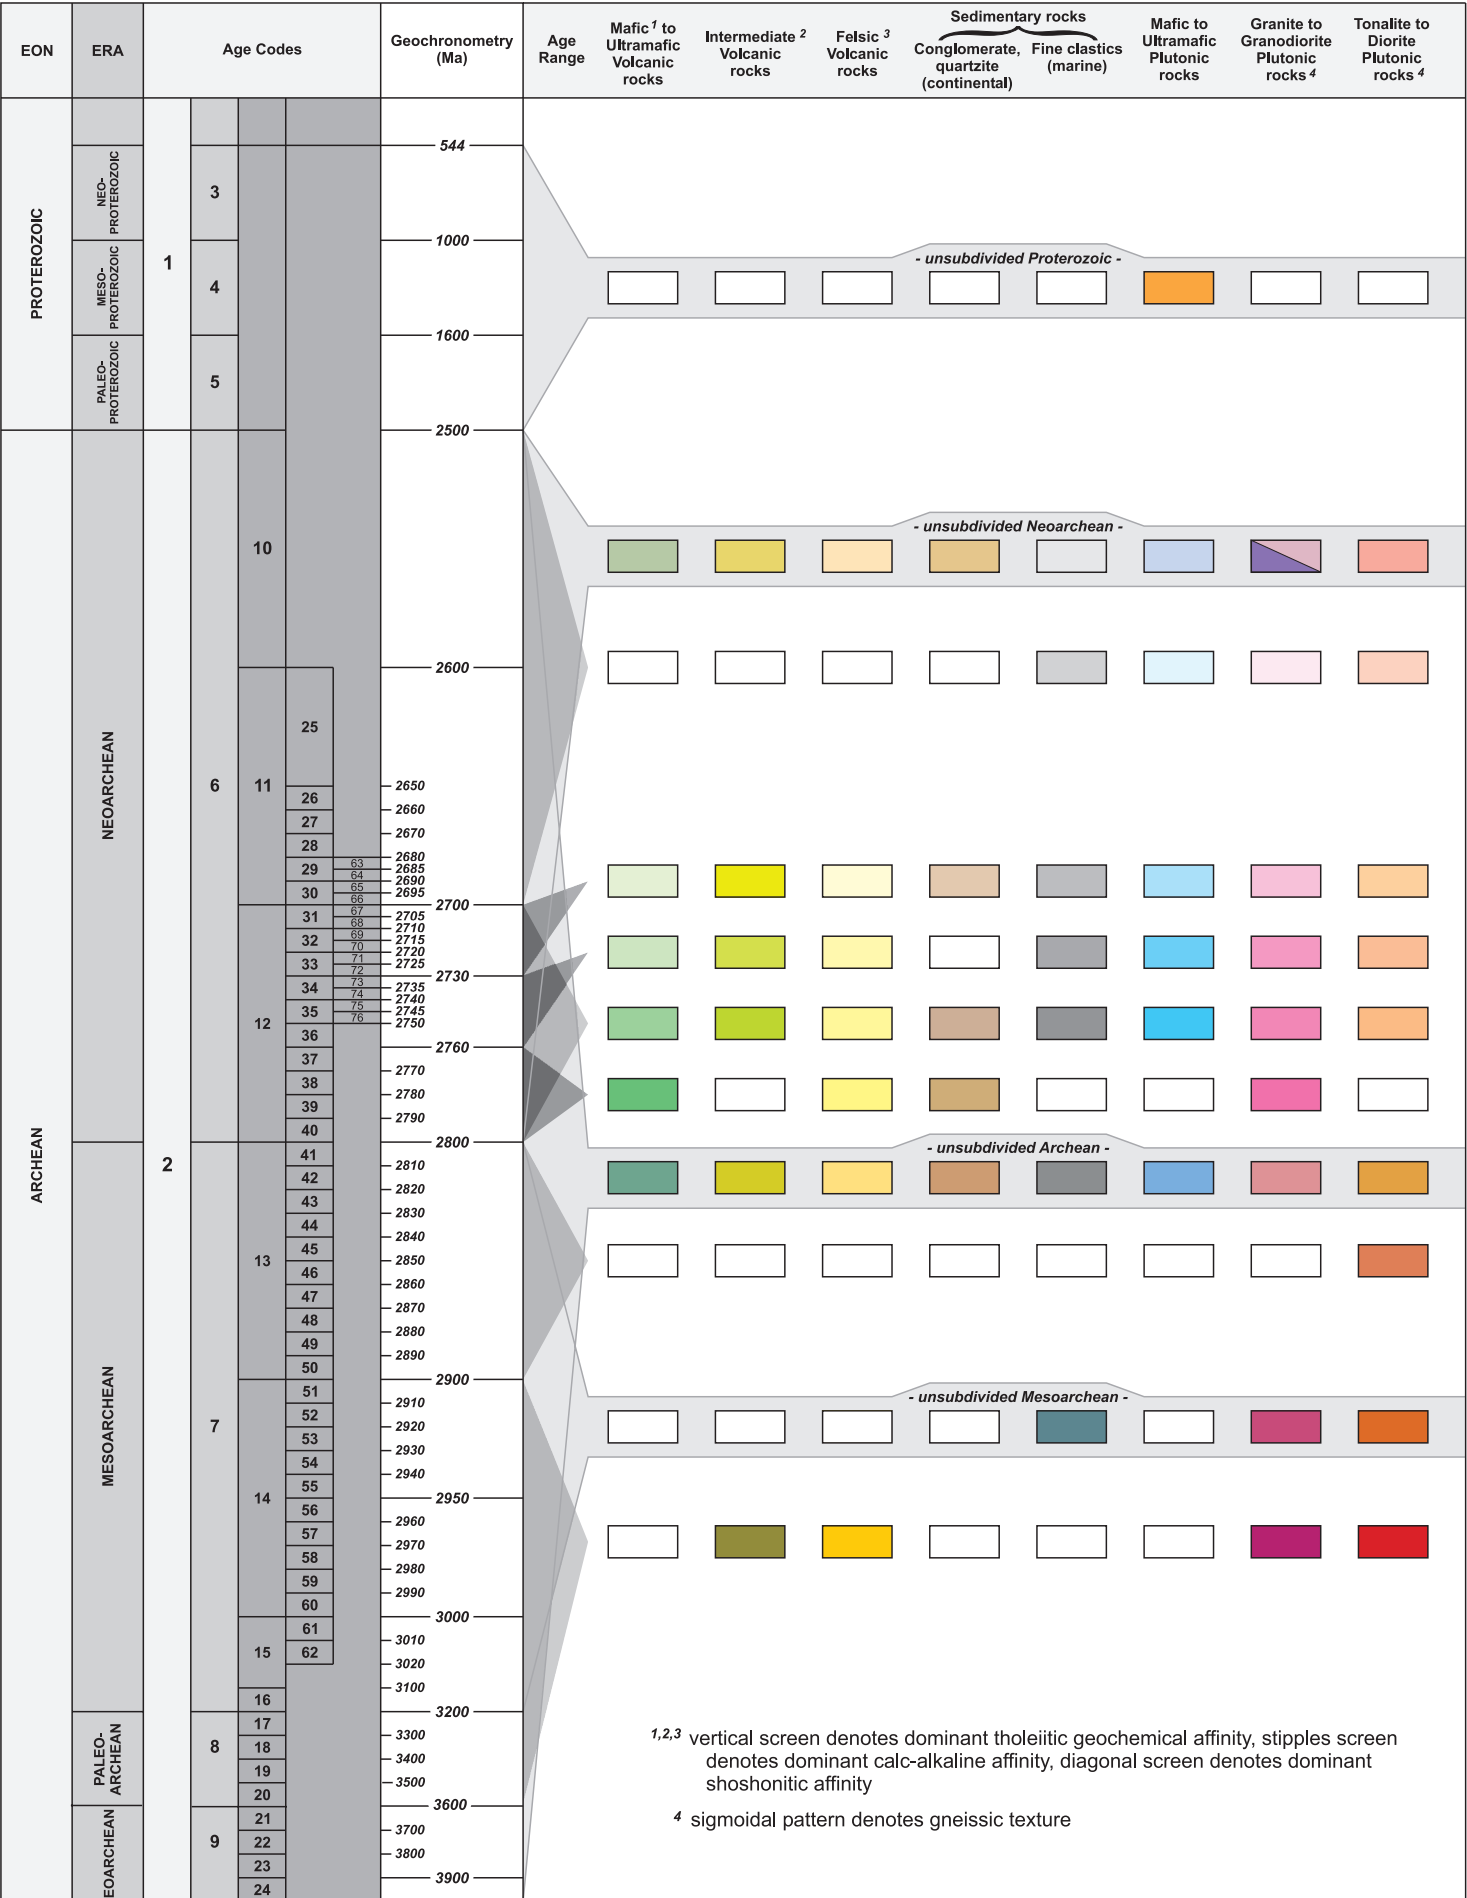 EON
ERA
Age Codes
Geochronometry
(Ma)
Age
Range
Mafic 1 to
Ultramafic
Volcanic
rocks
Intermediate 2
Volcanic
rocks
Felsic 3
Volcanic
rocks
Sedimentary rocks
Conglomerate,
quartzite
(continental)
Fine clastics
(marine)
Mafic to
Ultramafic
Plutonic
rocks
Granite to
Granodiorite
Plutonic
rocks 4
Tonalite to
Diorite
Plutonic
rocks 4
PROTEROZOIC
ARCHEAN
NEO-
PROTEROZOIC
MESO-
PROTEROZOIC
PALEO-
PROTEROZOIC
NEOARCHEAN
MESOARCHEAN
PALEO-
ARCHEAN
EOARCHEAN
1
2
3
4
5
6
7
8
9
10
11
12
13
14
15
16
17
18
19
20
21
22
23
24
25
26
27
28
29
30
31
32
33
34
35
36
37
38
39
40
41
42
43
44
45
46
47
48
49
50
51
52
53
54
55
56
57
58
59
60
61
62
63
64
65
66
67
68
69
70
71
72
73
74
75
76
544
1000
1600
2500
2600
2650
2660
2670
2680
2685
2690
2695
2700
2705
2710
2715
2720
2725
2730
2735
2740
2745
2750
2760
2770
2780
2790
2800
2810
2820
2830
2840
2850
2860
2870
2880
2890
2900
2910
2920
2930
2940
2950
2960
2970
2980
2990
3000
3010
3020
3100
3200
3300
3400
3500
3600
3700
3800
3900
- unsubdivided Proterozoic -
- unsubdivided Neoarchean -
- unsubdivided Archean -
- unsubdivided Mesoarchean -
1,2,3 vertical screen denotes dominant tholeiitic geochemical affinity, stipples screen
denotes dominant calc-alkaline affinity, diagonal screen denotes dominant
shoshonitic affinity
4 sigmoidal pattern denotes gneissic texture